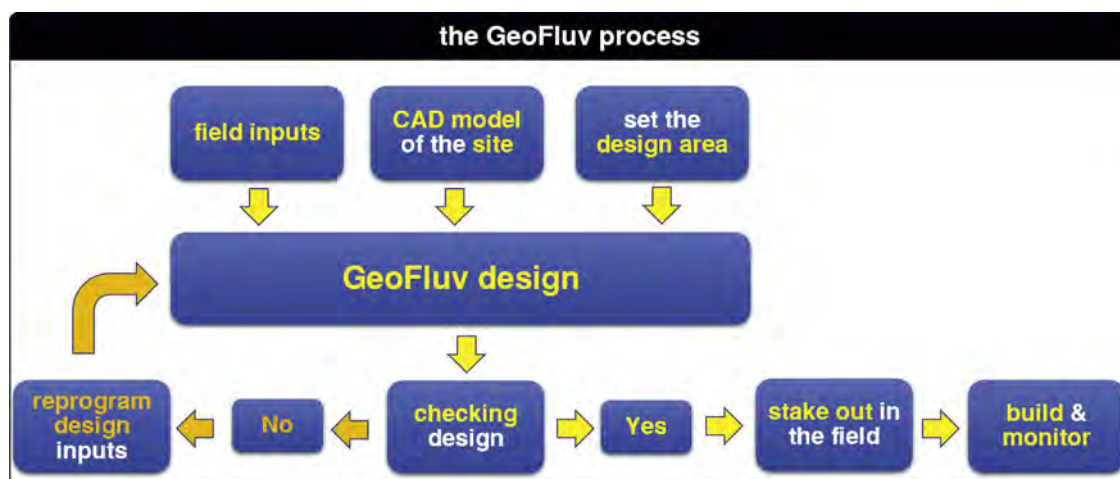 the GeoFluv process
field inputs
CAD model
of the site
set the
design area
GeoFluv design
reprogram
design
inputs
No
checking
design
Yes
stake out in
the field
build &
monitor